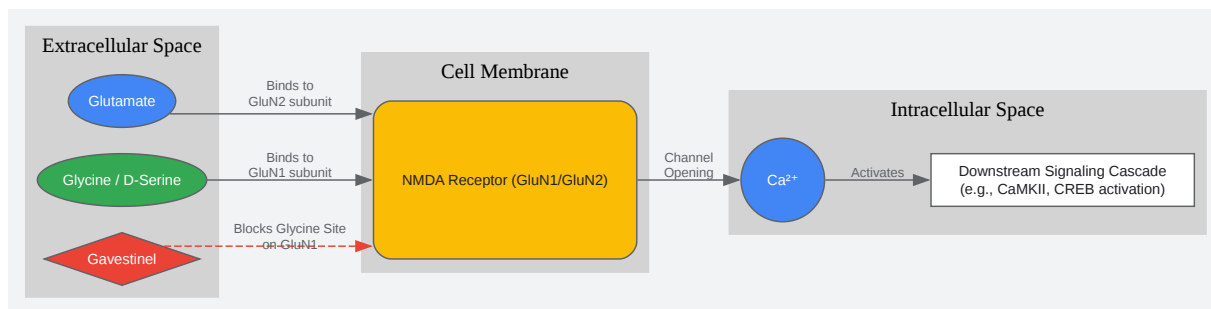 Extracellular Space
Glutamate
Glycine / D-Serine
Gavestinel
Binds to
GluN2 subunit
Binds to
GluN1 subunit
Blocks Glycine Site
on GluN1
Cell Membrane
NMDA Receptor (GluN1/GluN2)
Channel
Opening
Intracellular Space
Ca²⁺
Activates
Downstream Signaling Cascade
(e.g., CaMKII, CREB activation)